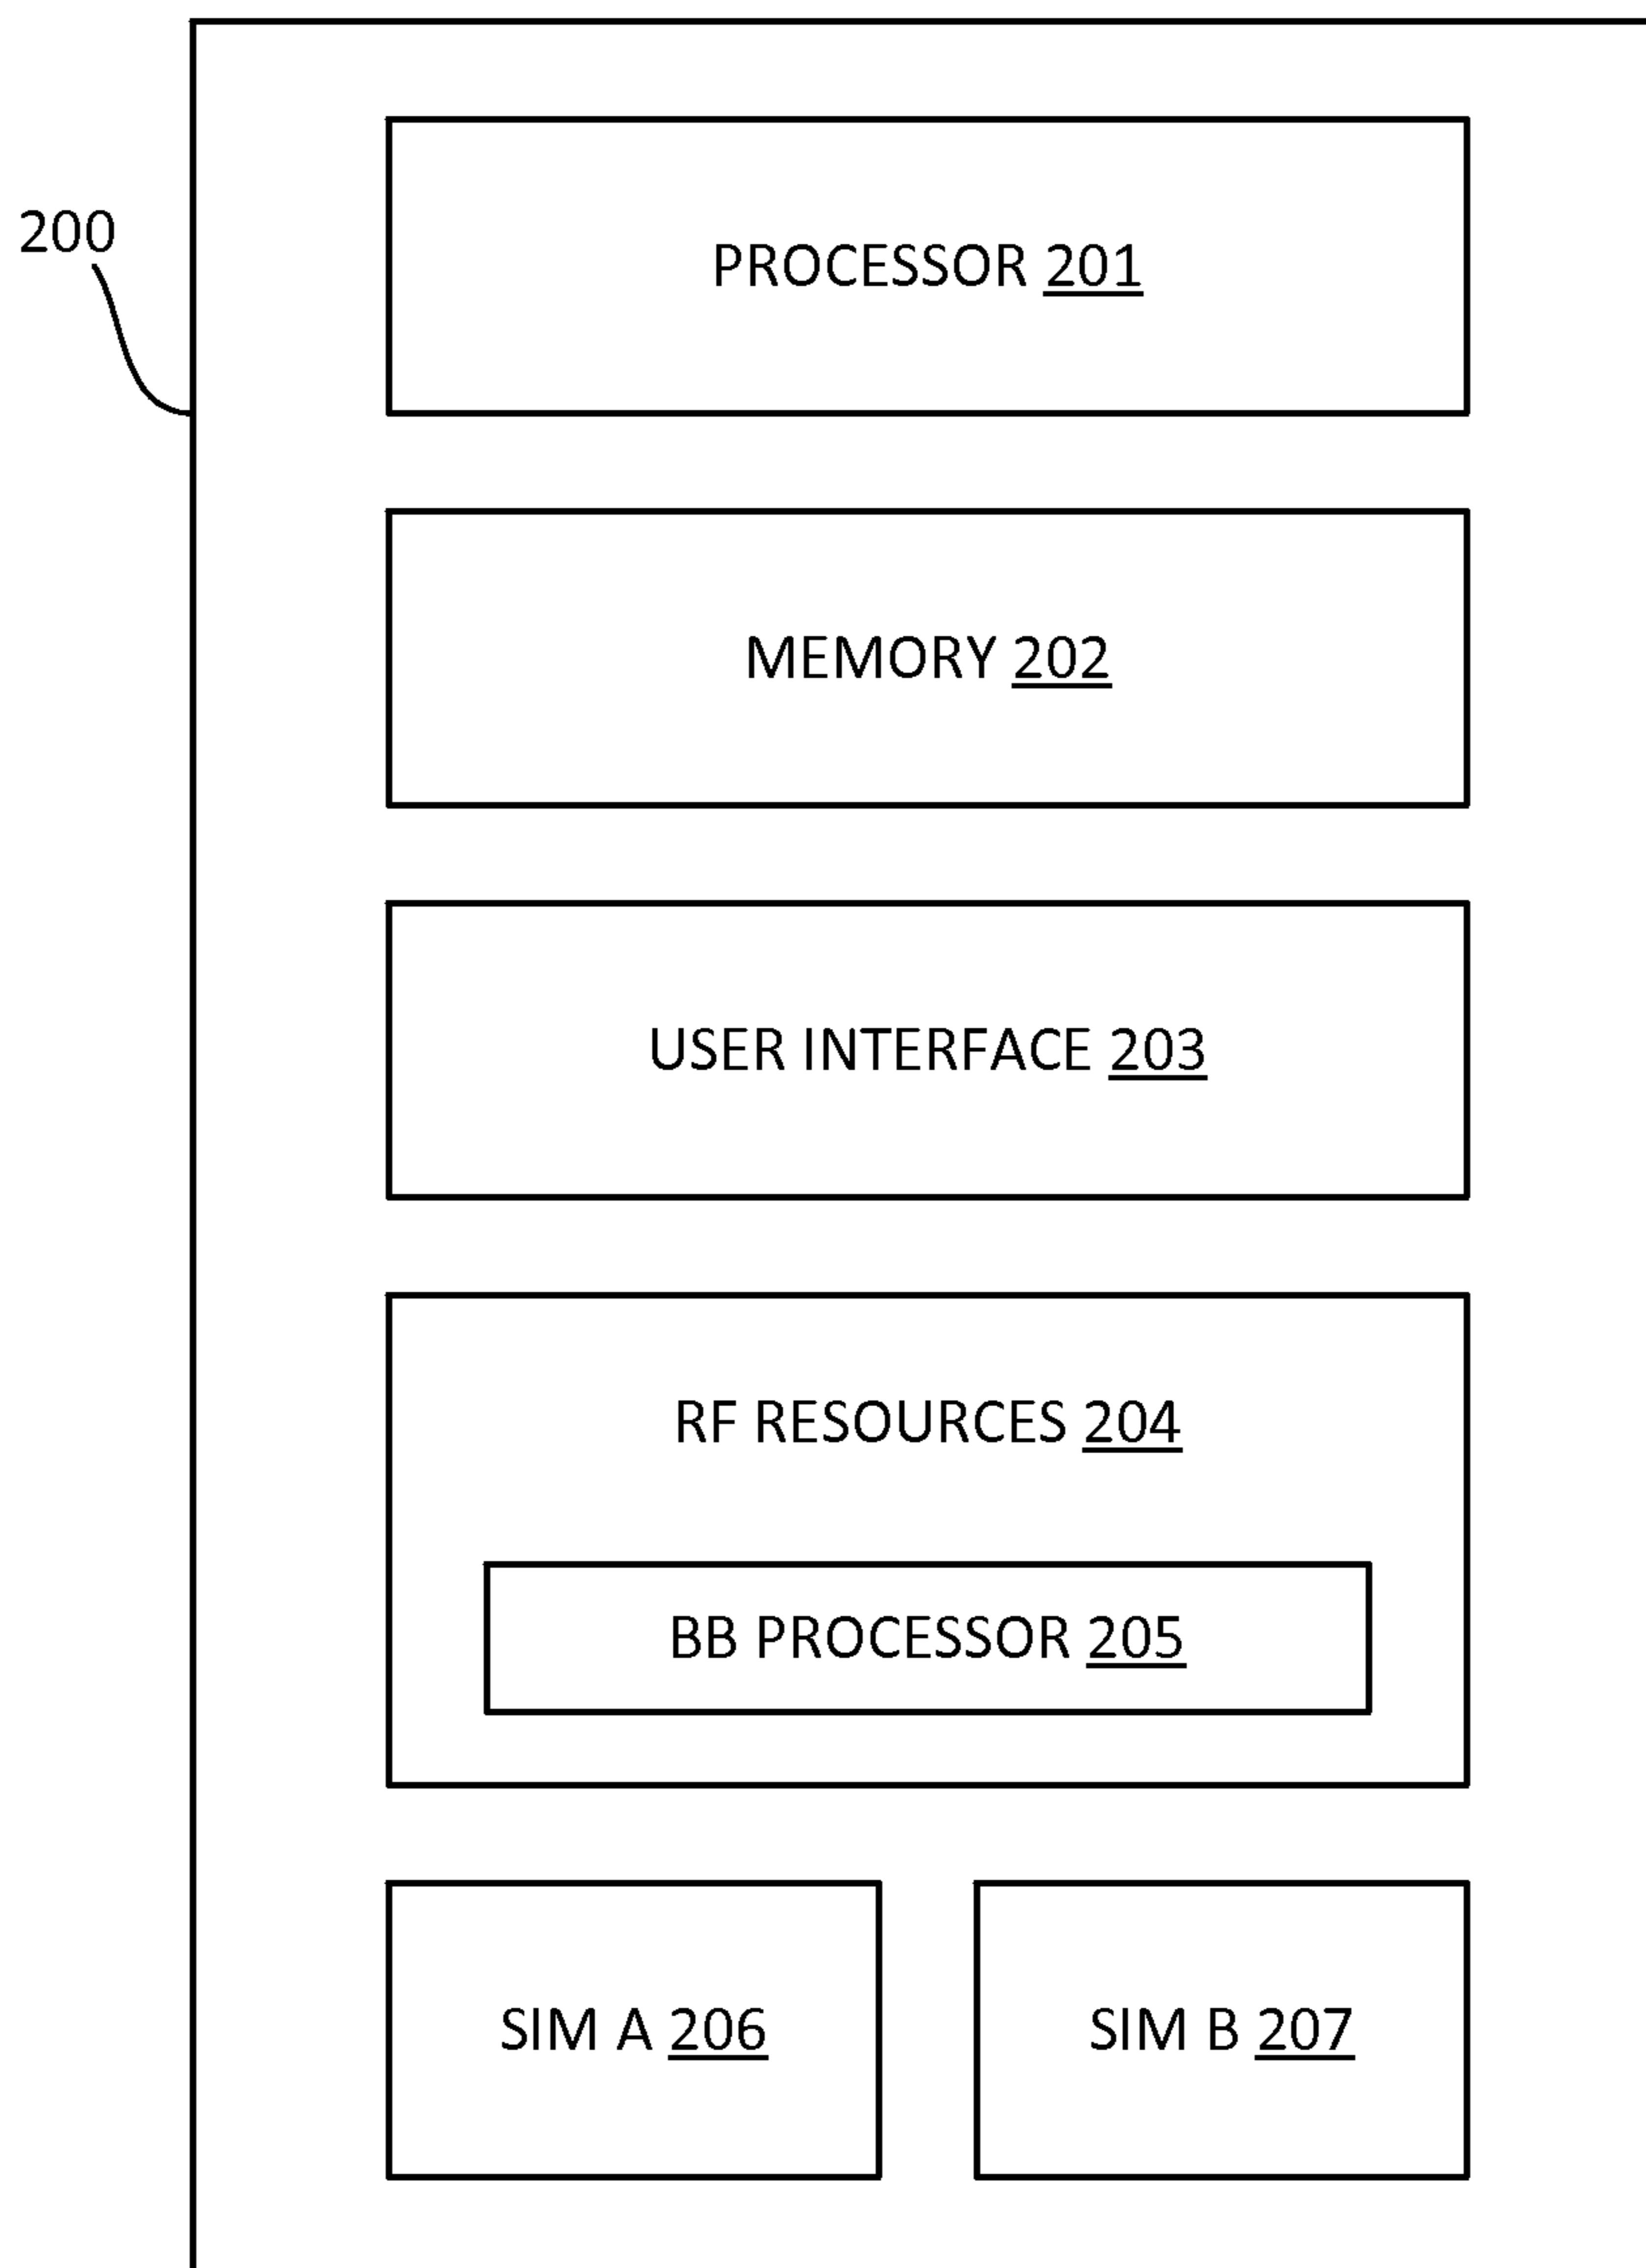 200
PROCESSOR 201
MEMORY 202
USER INTERFACE 203
RF RESOURCES 204
BB PROCESSOR 205
SIM A 206
SIM B 207